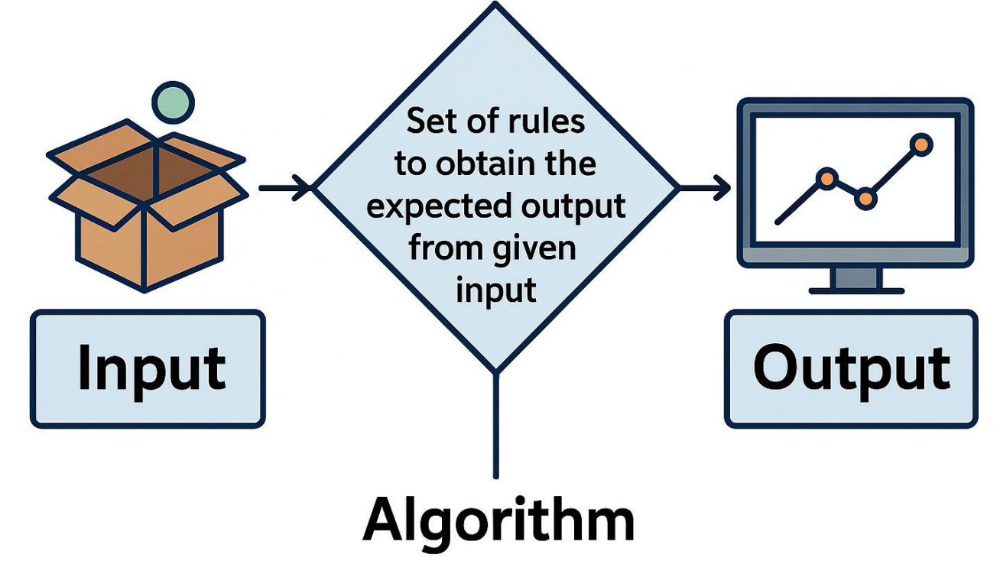 Set of rules
to obtain the
expected output
from given
input
Input
Output
Algorithm